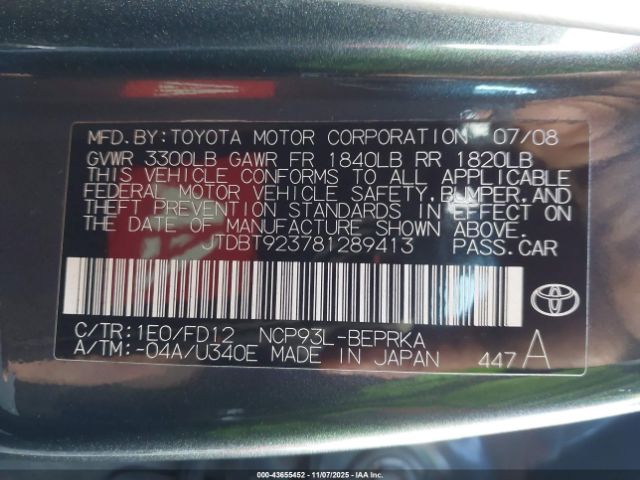 MFD. BY: TOYOTA MOTOR CORPORATION 07/08
GVWR 3300LB GAWR FR 1840LB RR 1820LB
THIS VEHICLE CONFORMS TO ALL APPLICABLE
FEDERAL MOTOR VEHICLE SAFETY, BUMPER, AND
THEFT PREVENTION STANDARDS IN EFFECT ON
THE DATE OF MANUFACTURE SHOWN ABOVE.
JTDBT923781289413 PASS.CAR
C/TR: 1E0/FD12 NCP93L-BEPRKA
A/TM: -04A/U340E MADE IN JAPAN 447 A
000-43655452 - 11/07/2025 - IAA Inc.